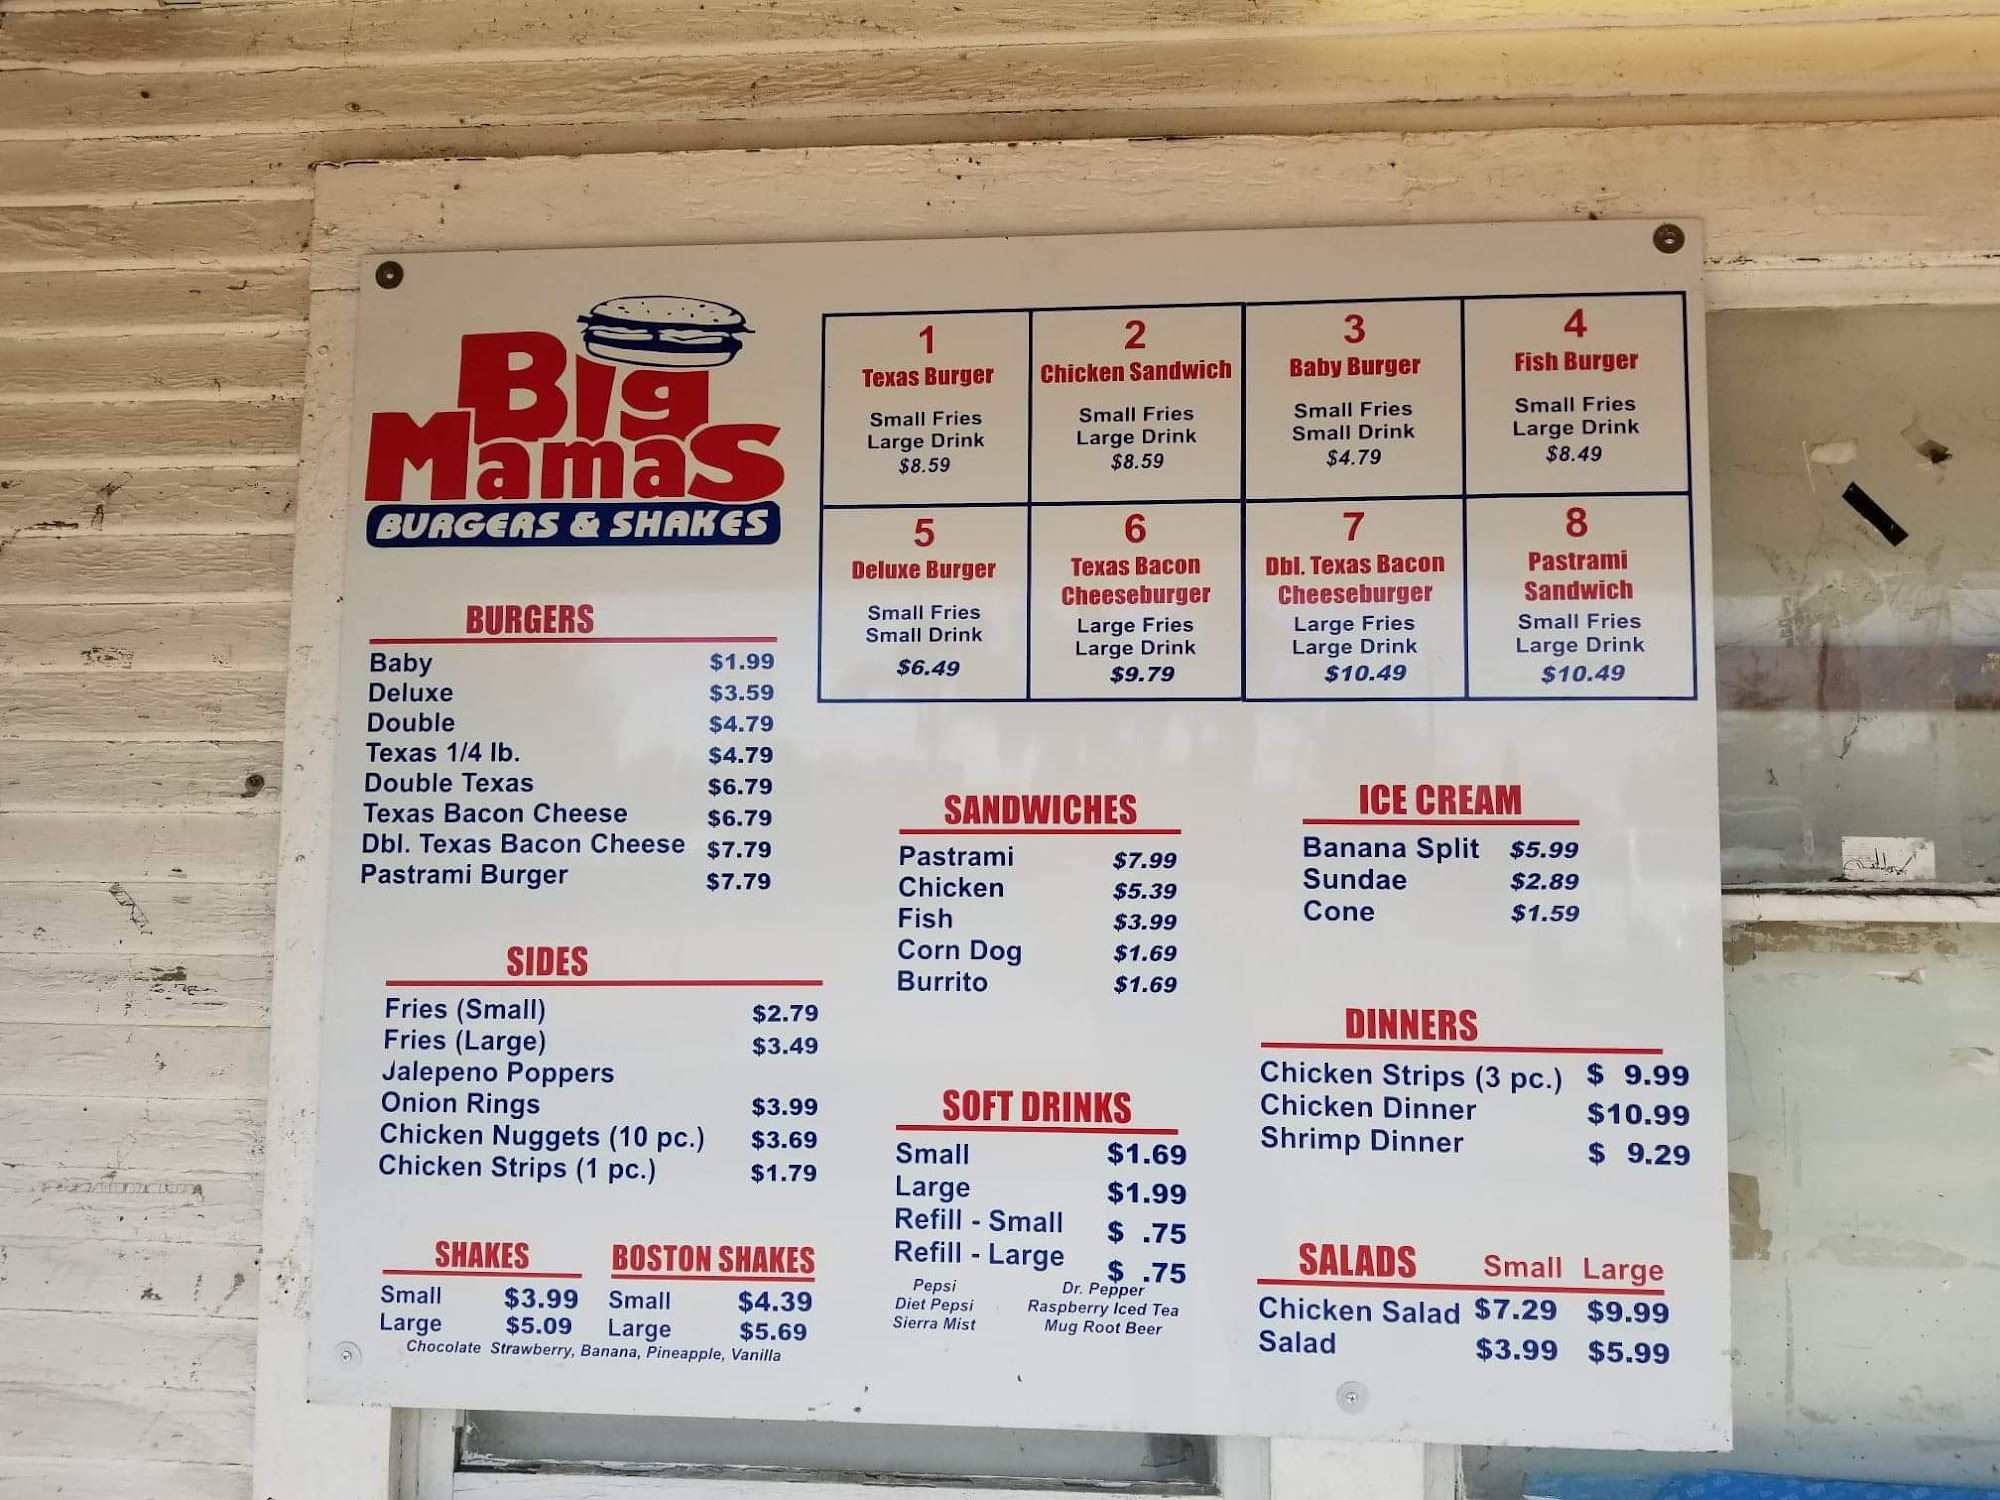 Big
Mamas
BURGERS & SHAKES
1
Texas Burger
Small Fries
Large Drink
$8.59
2
Chicken Sandwich
Small Fries
Large Drink
$8.59
3
Baby Burger
Small Fries
Small Drink
$4.79
4
Fish Burger
Small Fries
Large Drink
$8.49
5
Deluxe Burger
Small Fries
Small Drink
$6.49
6
Texas Bacon
Cheeseburger
Large Fries
Large Drink
$9.79
7
Dbl. Texas Bacon
Cheeseburger
Large Fries
Large Drink
$10.49
8
Pastrami
Sandwich
Small Fries
Large Drink
$10.49
BURGERS
Baby $1.99
Deluxe $3.59
Double $4.79
Texas 1/4 lb. $4.79
Double Texas $6.79
Texas Bacon Cheese $6.79
Dbl. Texas Bacon Cheese $7.79
Pastrami Burger $7.79
SIDES
Fries (Small) $2.79
Fries (Large) $3.49
Jalepeno Poppers
Onion Rings $3.99
Chicken Nuggets (10 pc.) $3.69
Chicken Strips (1 pc.) $1.79
SHAKES
Small $3.99
Large $5.09
BOSTON SHAKES
Small $4.39
Large $5.69
Chocolate Strawberry, Banana, Pineapple, Vanilla
SANDWICHES
Pastrami $7.99
Chicken $5.39
Fish $3.99
Corn Dog $1.69
Burrito $1.69
SOFT DRINKS
Small $1.69
Large $1.99
Refill - Small $ .75
Refill - Large $ .75
Pepsi
Diet Pepsi
Sierra Mist
Dr. Pepper
Raspberry Iced Tea
Mug Root Beer
ICE CREAM
Banana Split $5.99
Sundae $2.89
Cone $1.59
DINNERS
Chicken Strips (3 pc.) $ 9.99
Chicken Dinner $10.99
Shrimp Dinner $ 9.29
SALADS Small Large
Chicken Salad $7.29 $9.99
Salad $3.99 $5.99